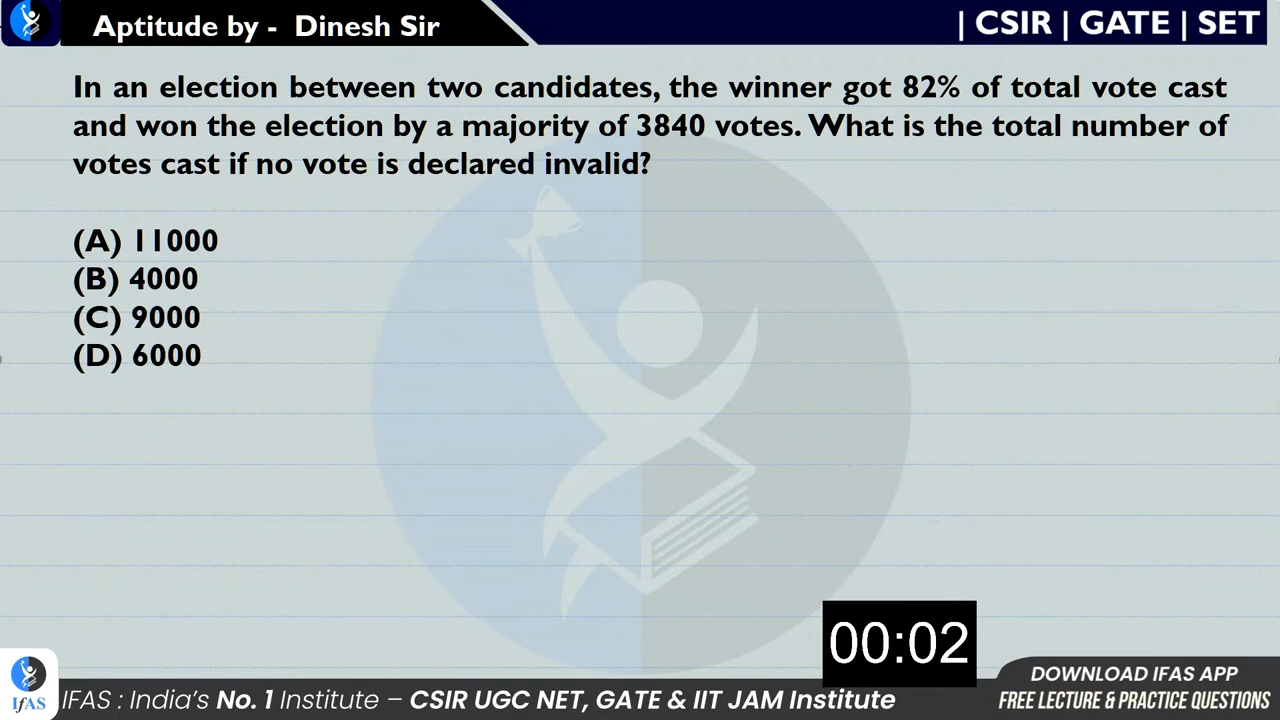 Aptitude by - Dinesh Sir
| CSIR | GATE | SET
In an election between two candidates, the winner got 82% of total vote cast
and won the election by a majority of 3840 votes. What is the total number of
votes cast if no vote is declared invalid?
(A) 11000
(B) 4000
(C) 9000
(D) 6000
00:02
DOWNLOAD IFAS APP
FREE LECTURE & PRACTICE QUESTIONS
IfAS
IFAS : India's No. 1 Institute – CSIR UGC NET, GATE & IIT JAM Institute